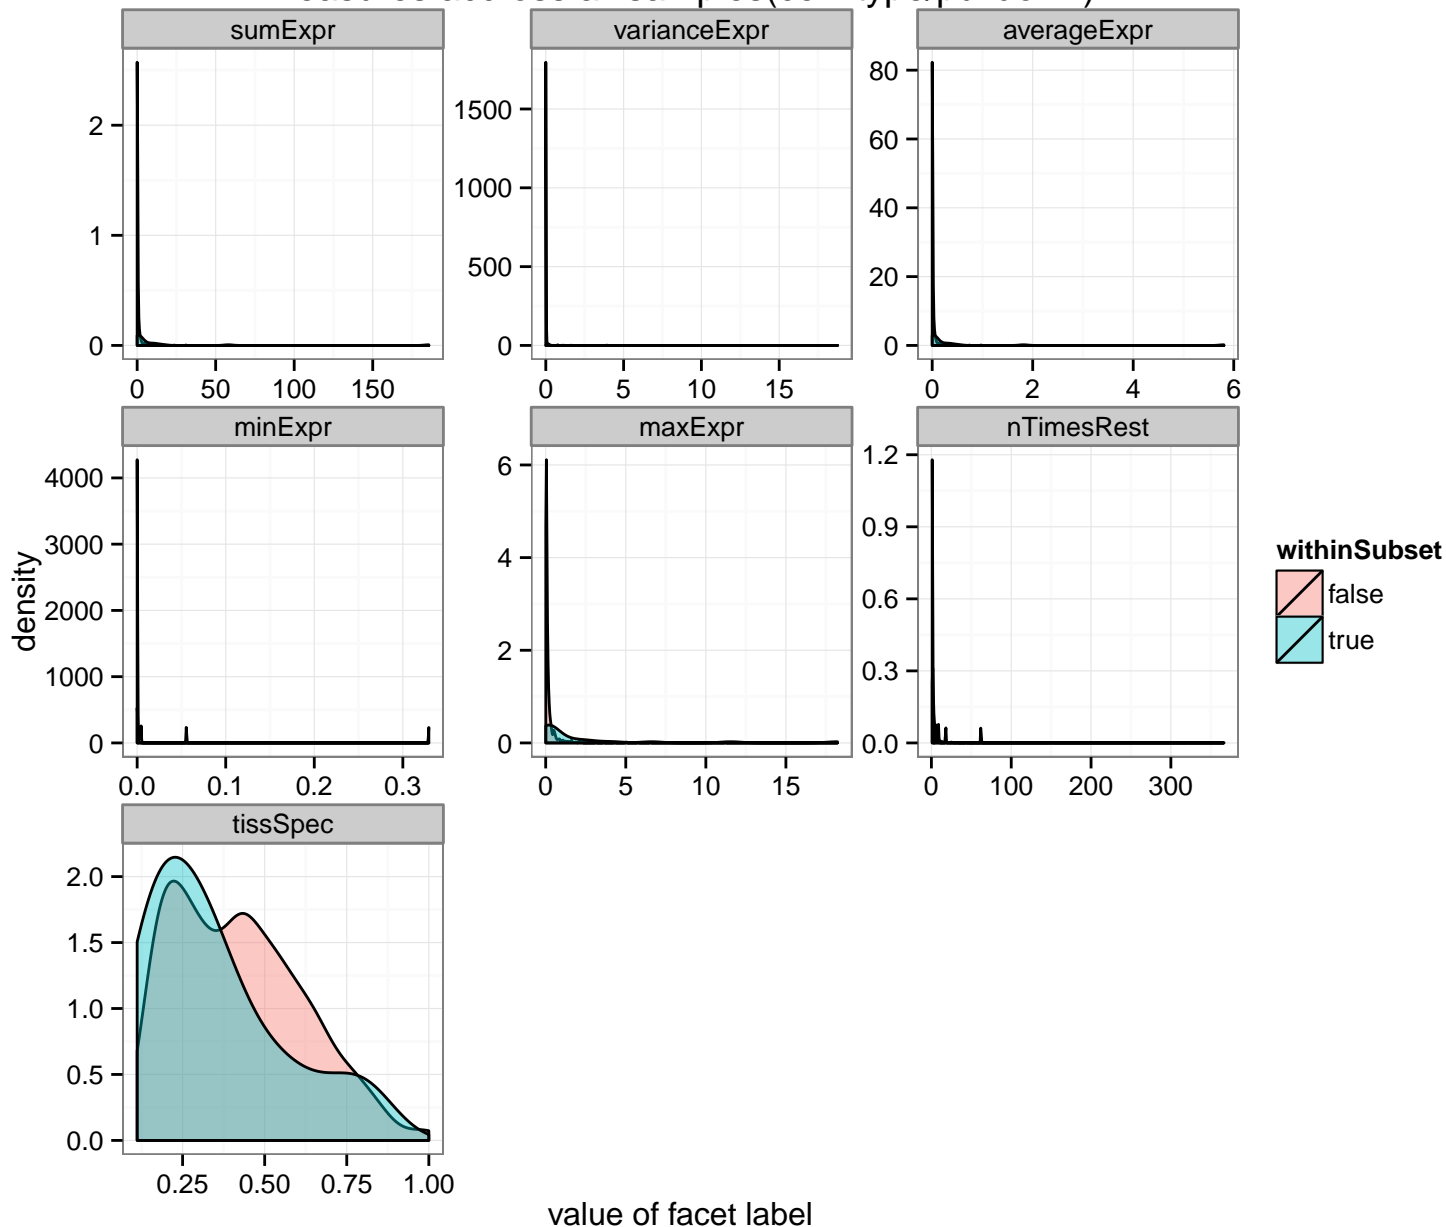 sumExpr varianceExpr averageExpr
2
1
0
1500
1000
500
0
80
60
40
20
0
0 50 100 150
0 5 10 15
0 2 4 6
minExpr maxExpr nTimesRest
4000
3000
2000
1000
0
6
4
2
0
1.2
0.9
0.6
0.3
0.0
0.0 0.1 0.2 0.3
0 5 10 15
0 100 200 300
tissSpec
2.0
1.5
1.0
0.5
0.0
0.25 0.50 0.75 1.00
density
value of facet label
withinSubset
false
true